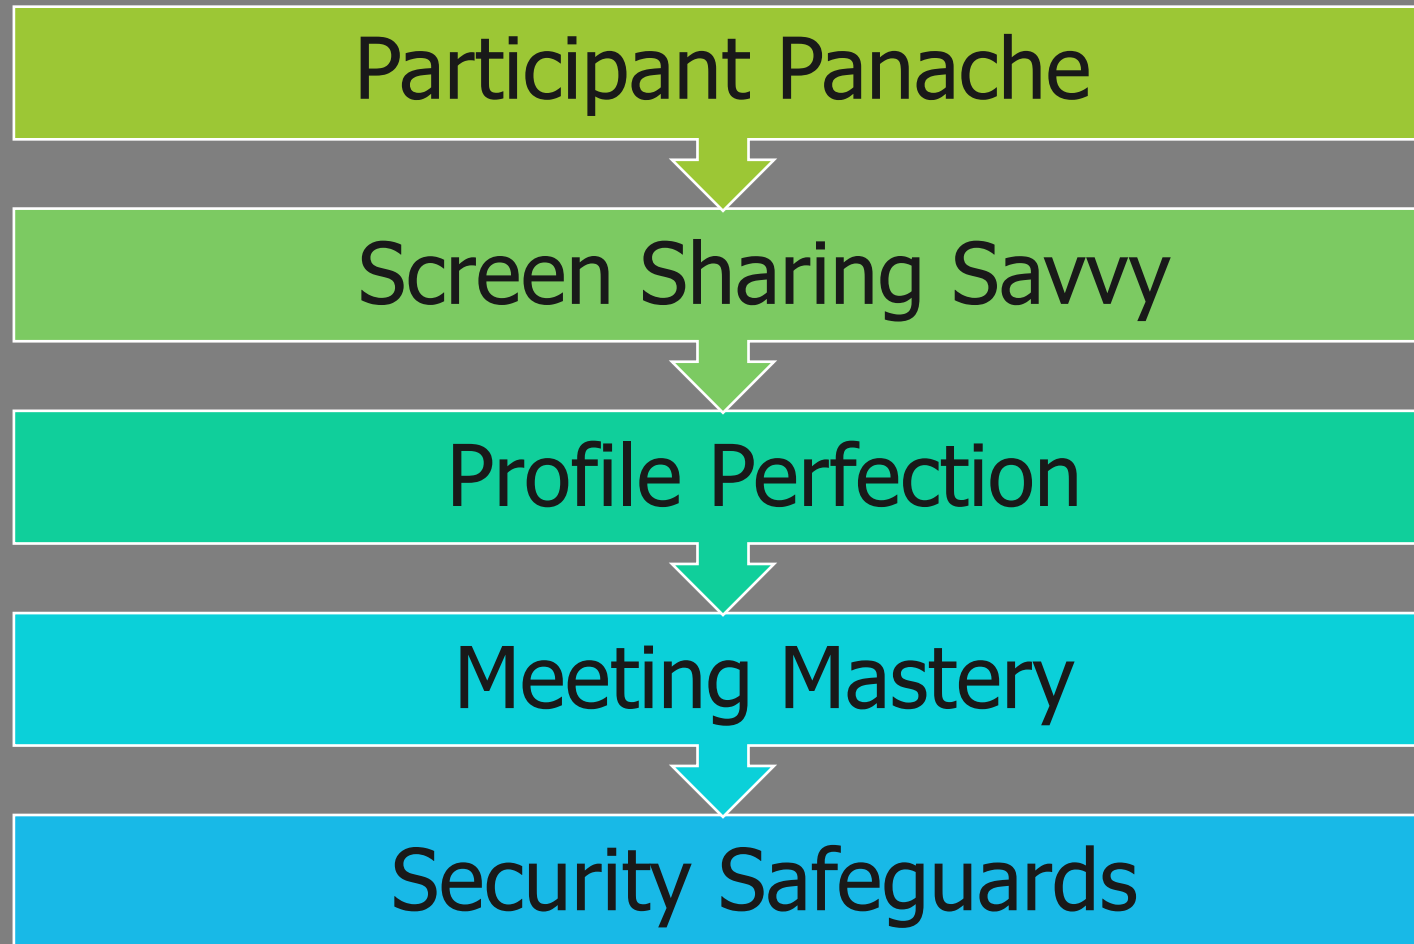 Participant Panache
Screen Sharing Savvy
Profile Perfection
Meeting Mastery
Security Safeguards